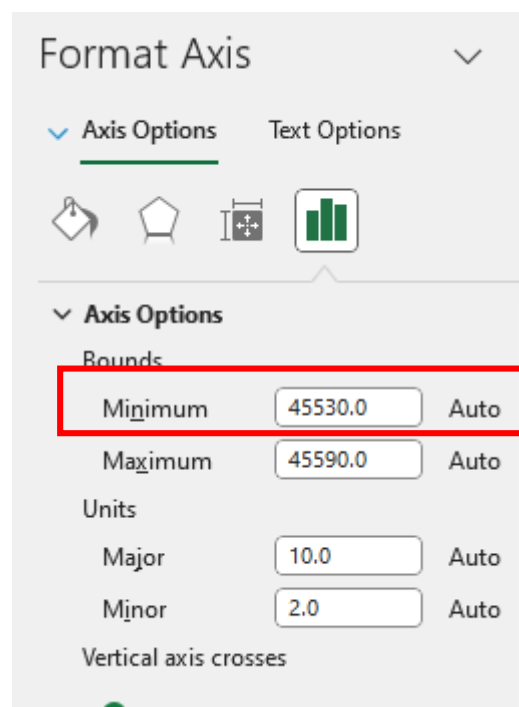 Format Axis
Axis Options Text Options
Axis Options
Bounds
Minimum 45530.0 Auto
Maximum 45590.0 Auto
Units
Major 10.0 Auto
Minor 2.0 Auto
Vertical axis crosses